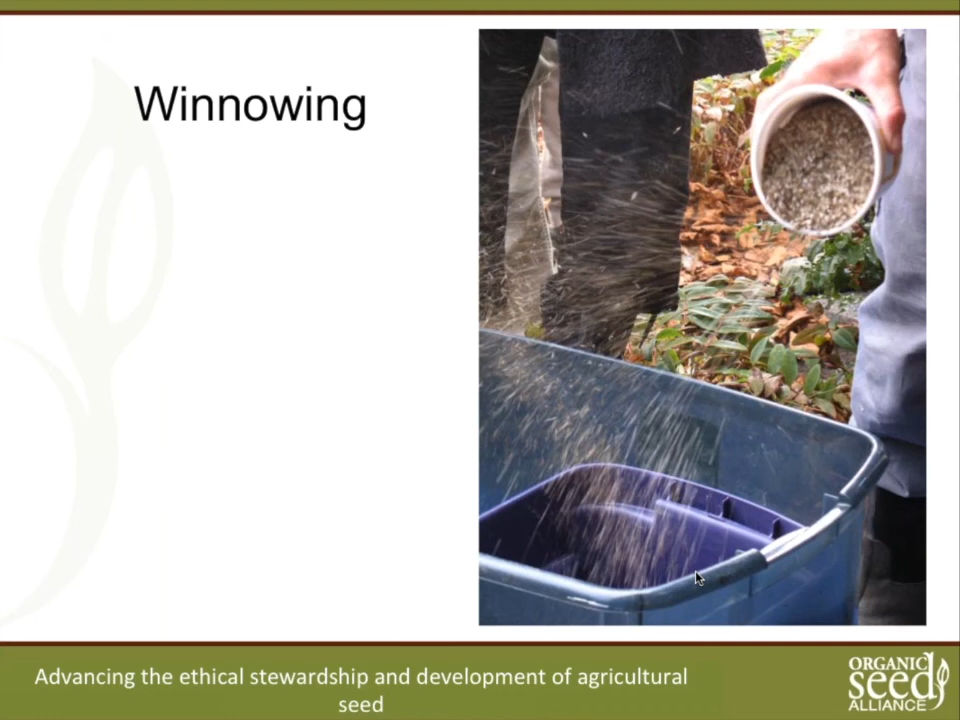 Winnowing
Advancing the ethical stewardship and development of agricultural
seed
ORGANIC
seed
ALLIANCE